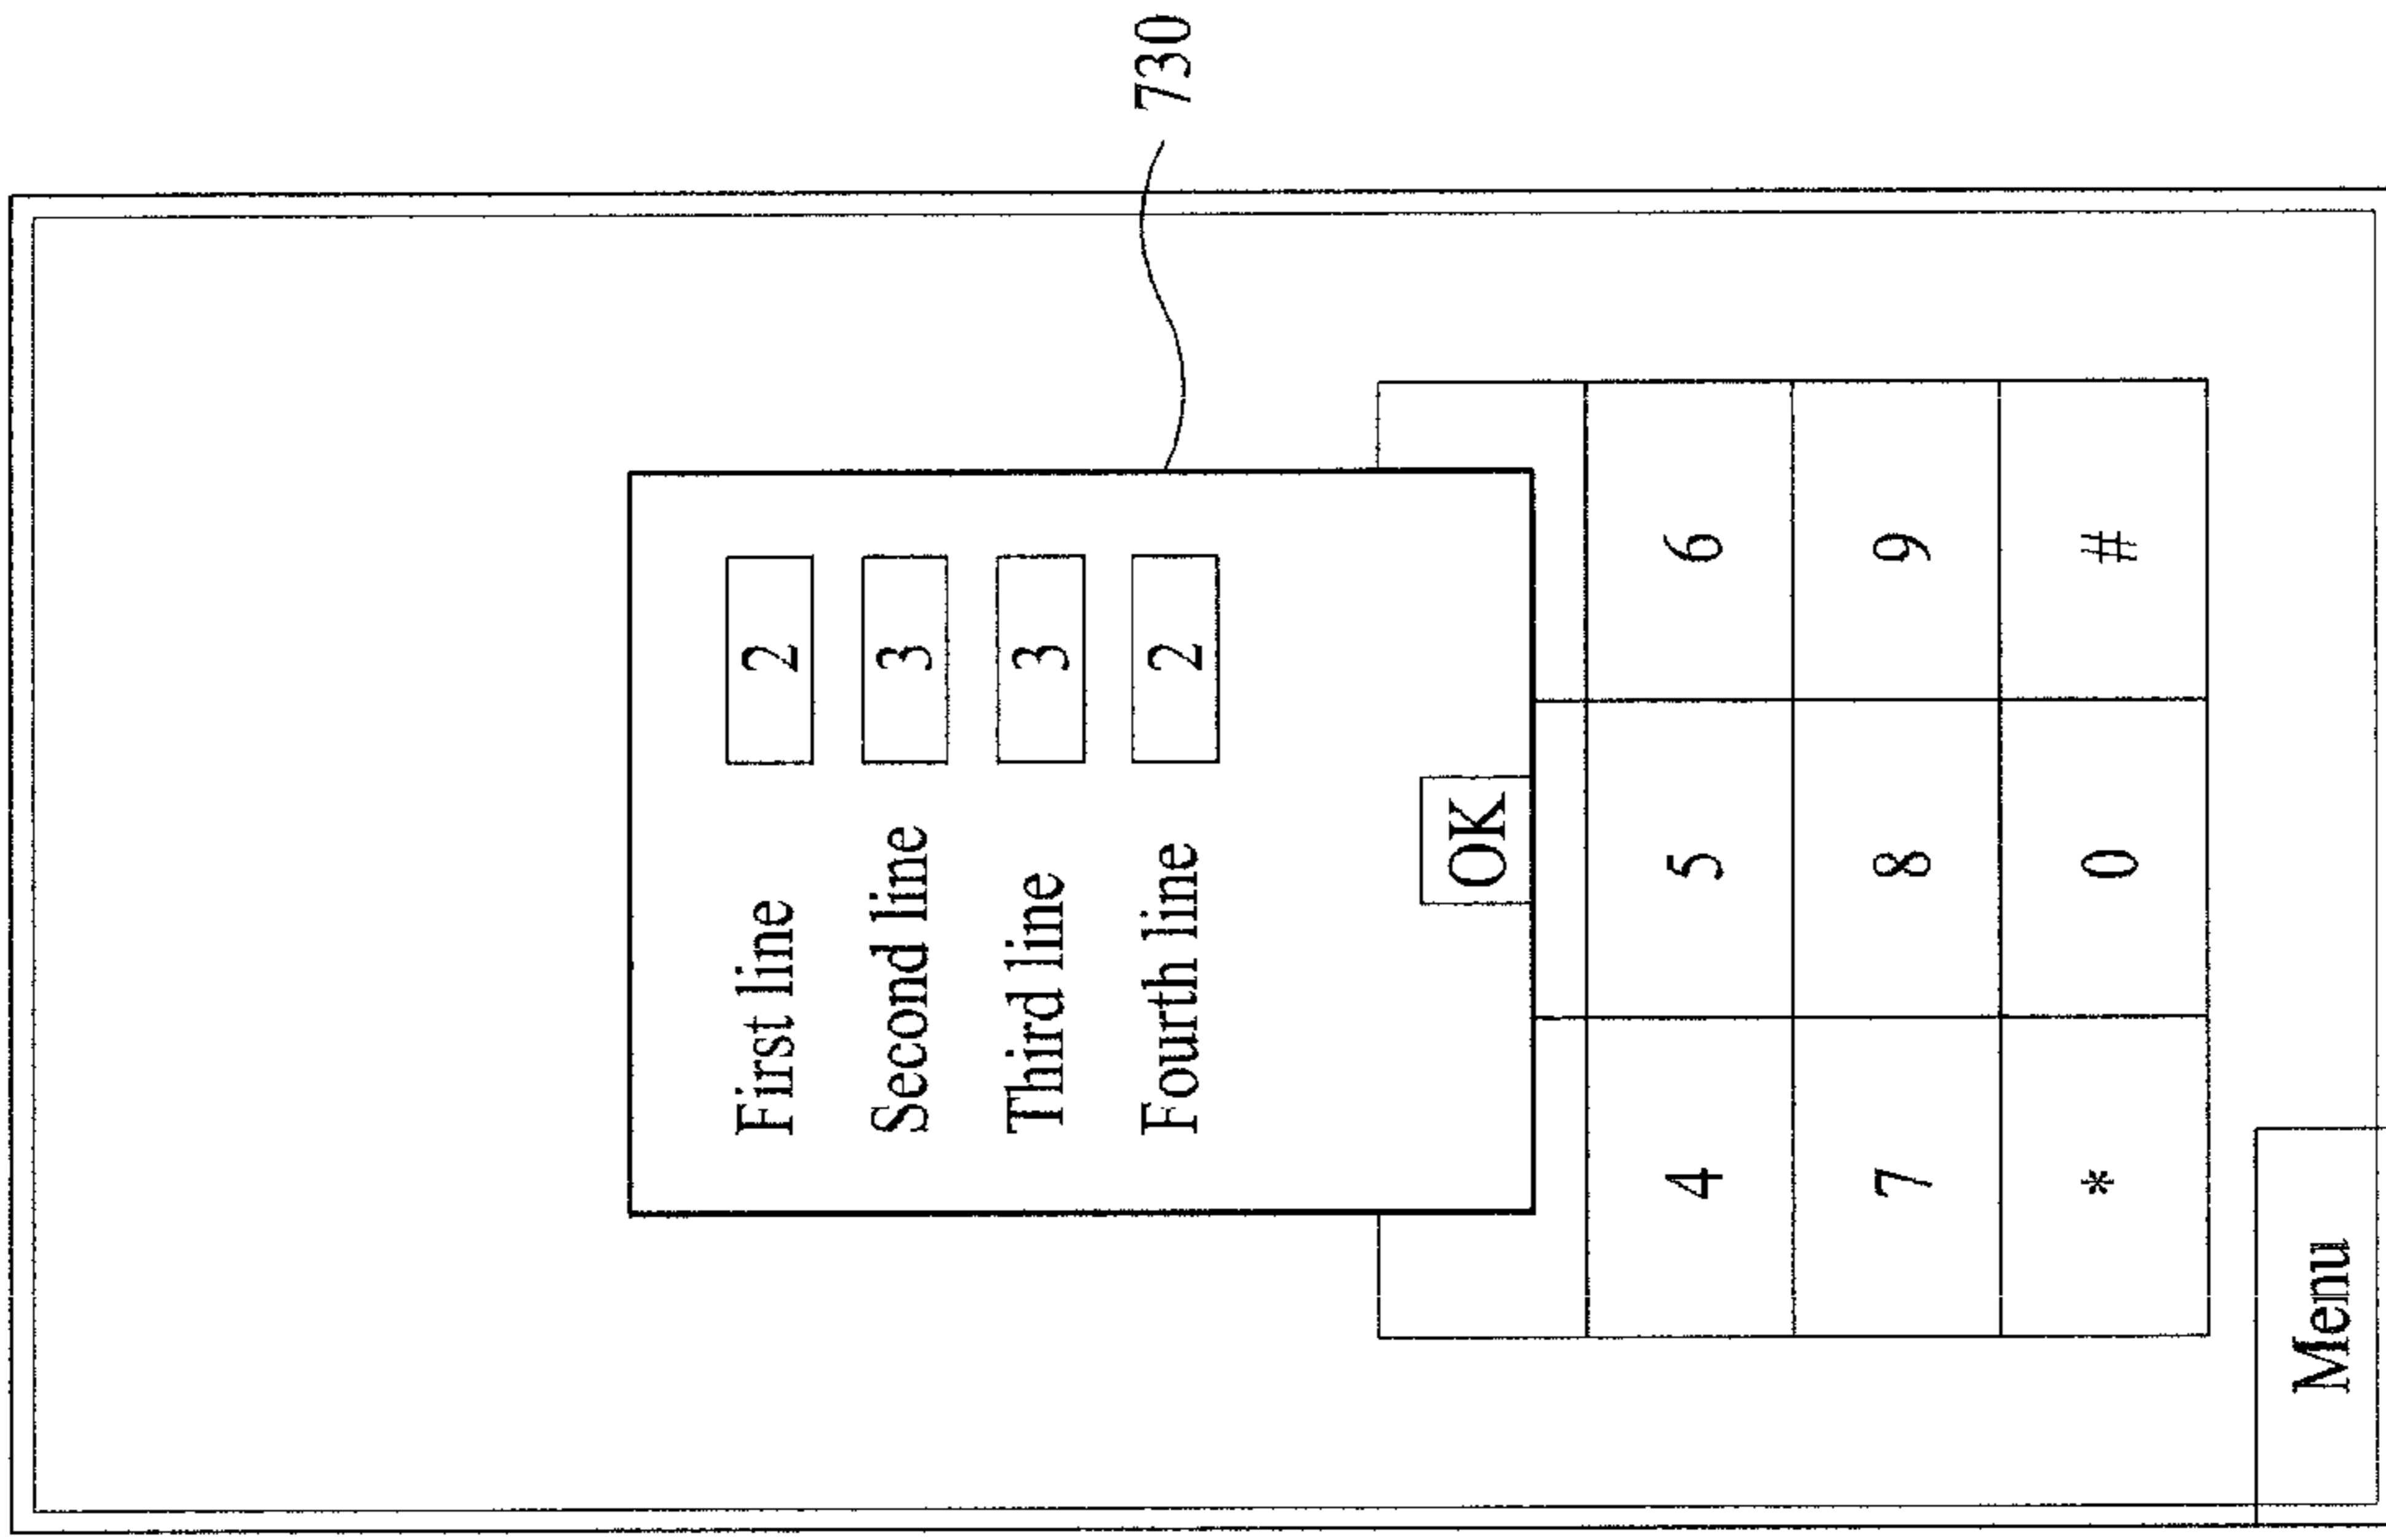 First line 2
Second line 3
Third line 3
Fourth line 2
OK
730
4 5 6
7 8 9
* 0 #
Menu